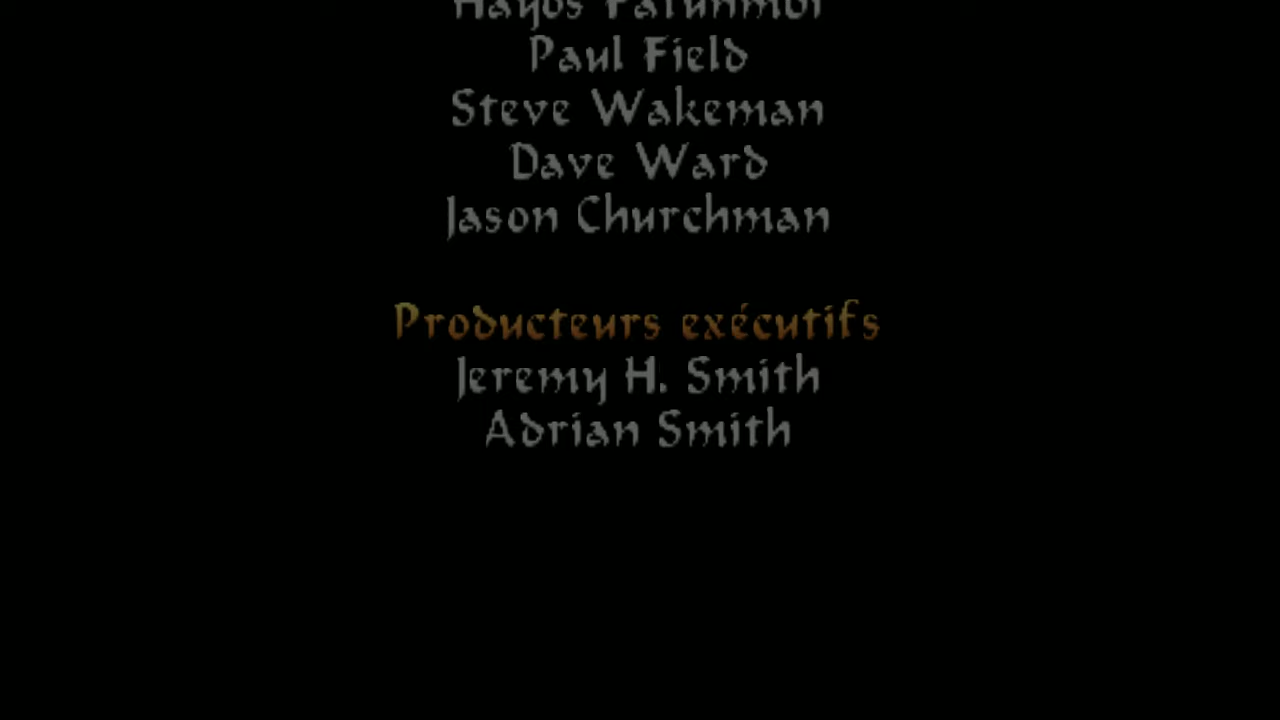 Paul Field
Steve Wakeman
Dave Ward
Jason Churchman
Producteurs exécutifs
Jeremy H. Smith
Adrian Smith